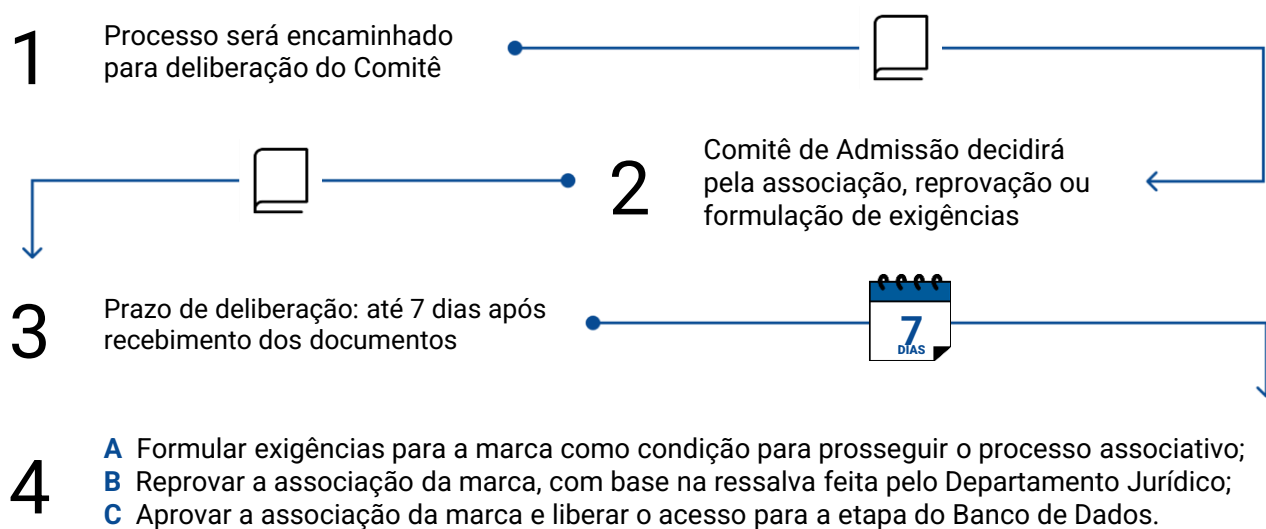 1
Processo será encaminhado
para deliberação do Comitê
2
Comitê de Admissão decidirá
pela associação, reprovação ou
formulação de exigências
3
Prazo de deliberação: até 7 dias após
recebimento dos documentos
7
DIAS
4
A Formular exigências para a marca como condição para prosseguir o processo associativo;
B Reprovar a associação da marca, com base na ressalva feita pelo Departamento Jurídico;
C Aprovar a associação da marca e liberar o acesso para a etapa do Banco de Dados.